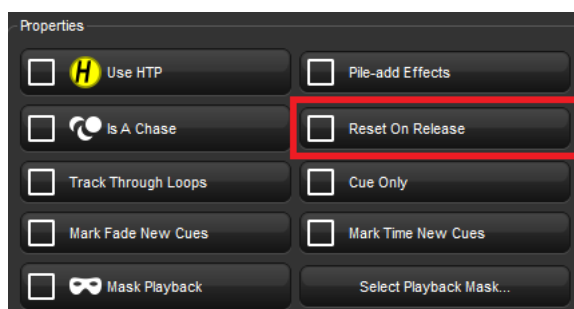 Properties
H Use HTP
Pile-add Effects
Is A Chase
Reset On Release
Track Through Loops
Cue Only
Mark Fade New Cues
Mark Time New Cues
Mask Playback
Select Playback Mask...